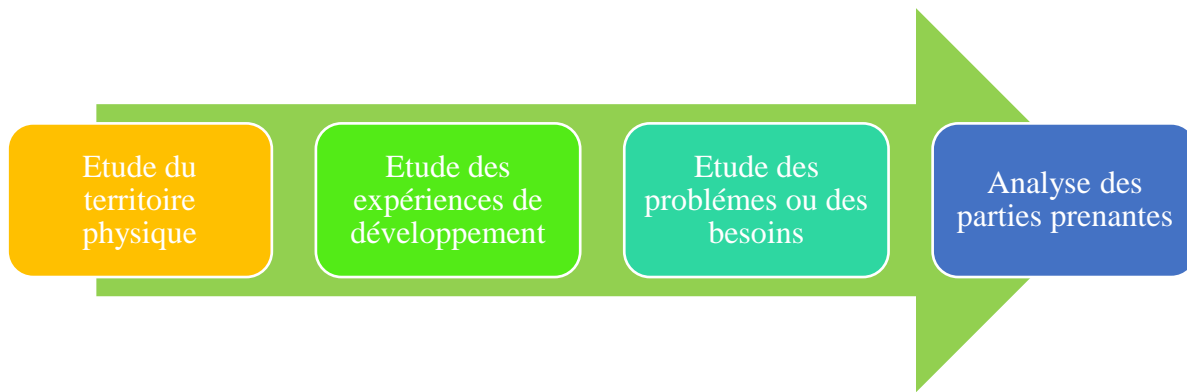 Etude du
territoire
physique
Etude des
expériences de
développement
Etude des
problémes ou des
besoins
Analyse des
parties prenantes